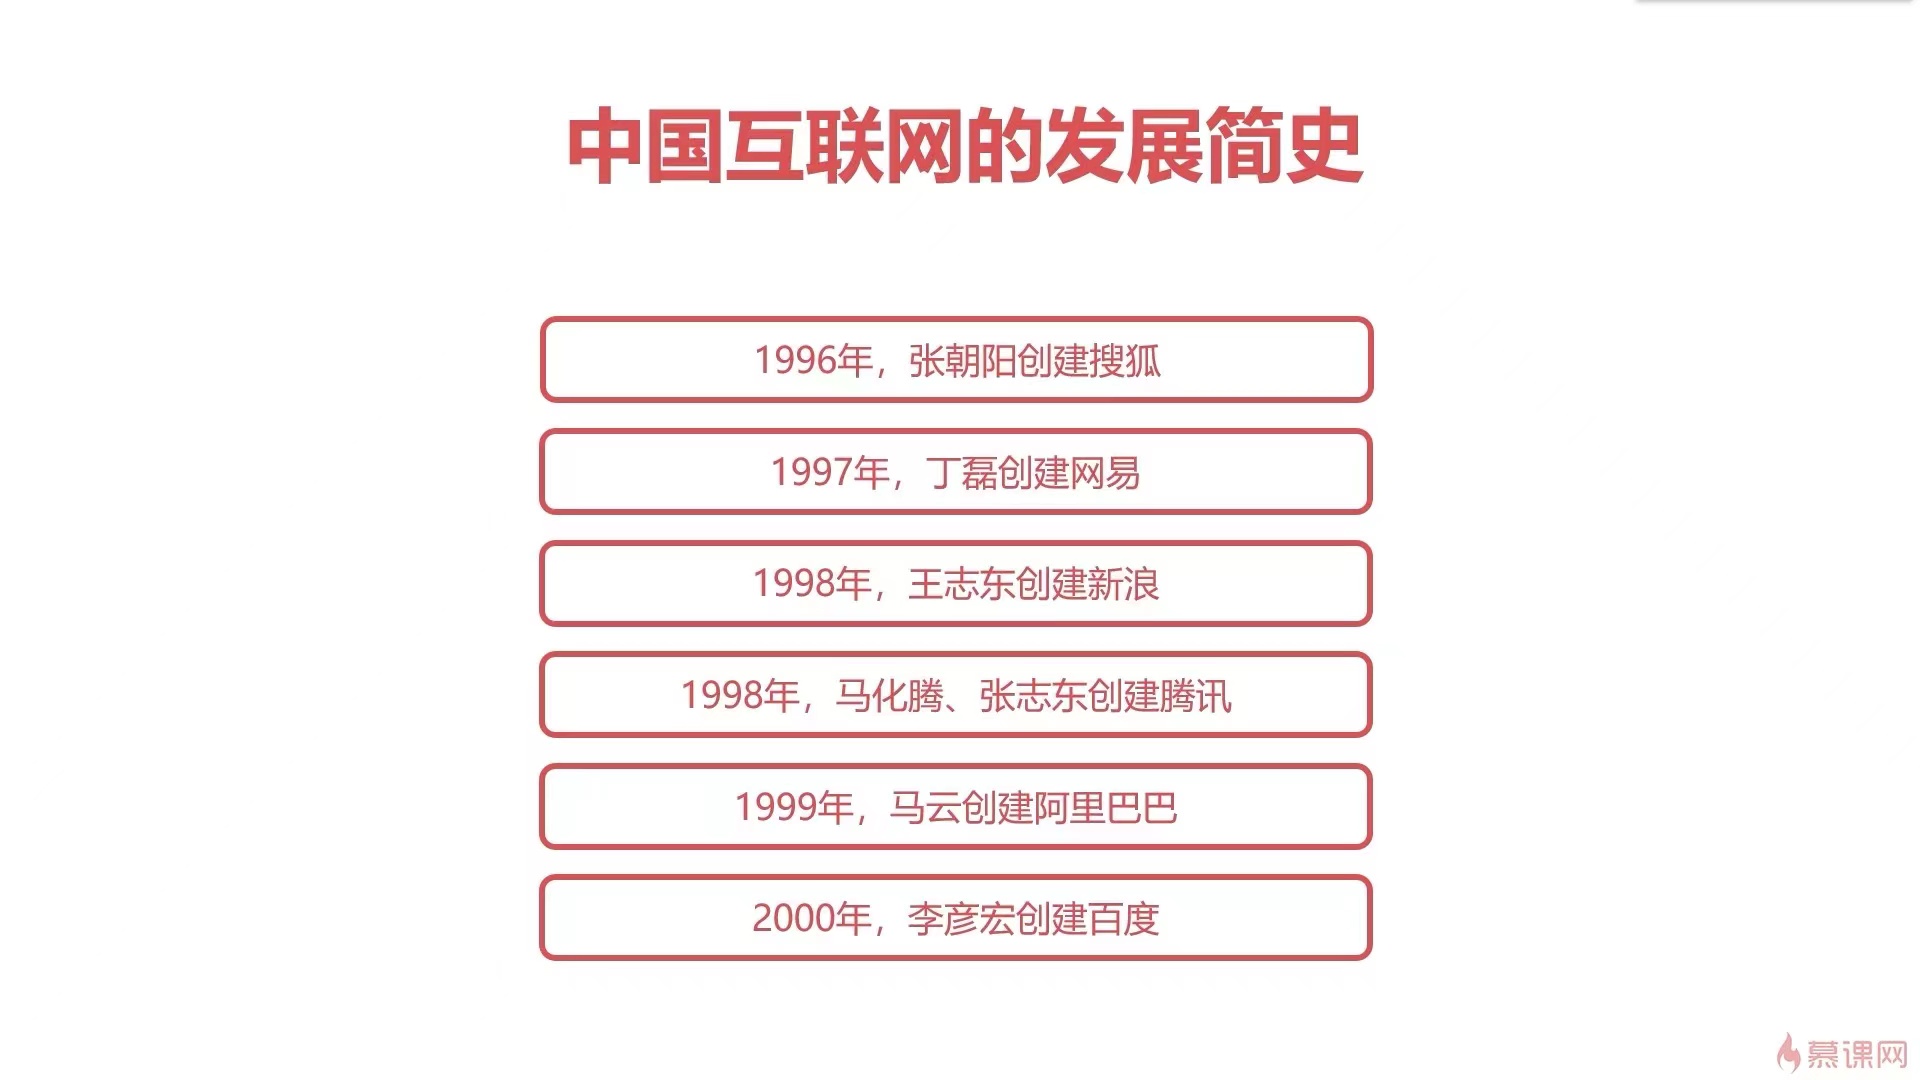 中国互联网的发展简史
1996年，张朝阳创建搜狐
1997年，丁磊创建网易
1998年，王志东创建新浪
1998年，马化腾、张志东创建腾讯
1999年，马云创建阿里巴巴
2000年，李彦宏创建百度
慕课网